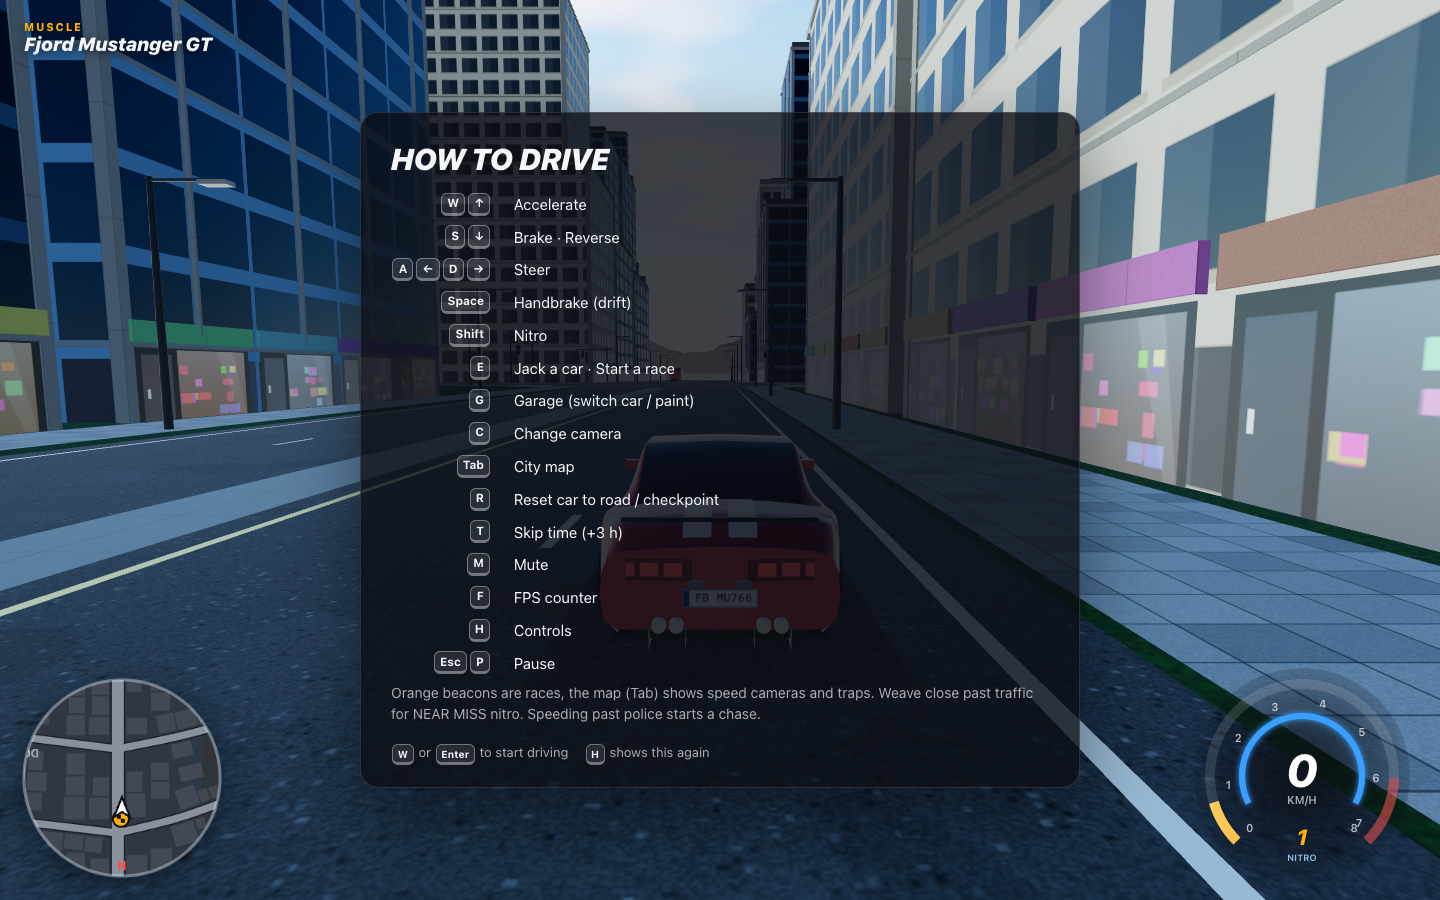 MUSCLE
Fjord Mustanger GT
HOW TO DRIVE
W ↑ Accelerate
S ↓ Brake · Reverse
A ← D → Steer
Space Handbrake (drift)
Shift Nitro
E Jack a car · Start a race
G Garage (switch car / paint)
C Change camera
Tab City map
R Reset car to road / checkpoint
T Skip time (+3 h)
M Mute
F FPS counter
H Controls
Esc P Pause
Orange beacons are races, the map (Tab) shows speed cameras and traps. Weave close past traffic
for NEAR MISS nitro. Speeding past police starts a chase.
W or Enter to start driving H shows this again
FB MU766
N
0 1 2 3 4 5 6 7 8
0
KM/H
1
NITRO